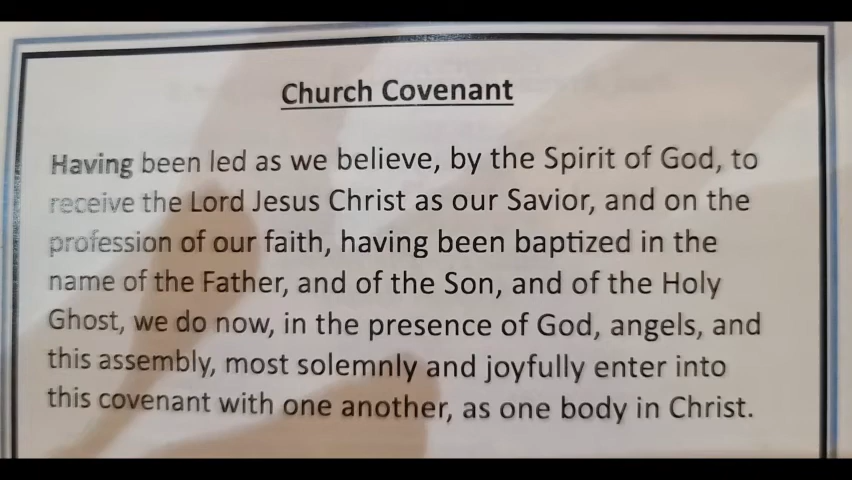 Church Covenant
Having been led as we believe, by the Spirit of God, to
receive the Lord Jesus Christ as our Savior, and on the
profession of our faith, having been baptized in the
name of the Father, and of the Son, and of the Holy
Ghost, we do now, in the presence of God, angels, and
this assembly, most solemnly and joyfully enter into
this covenant with one another, as one body in Christ.